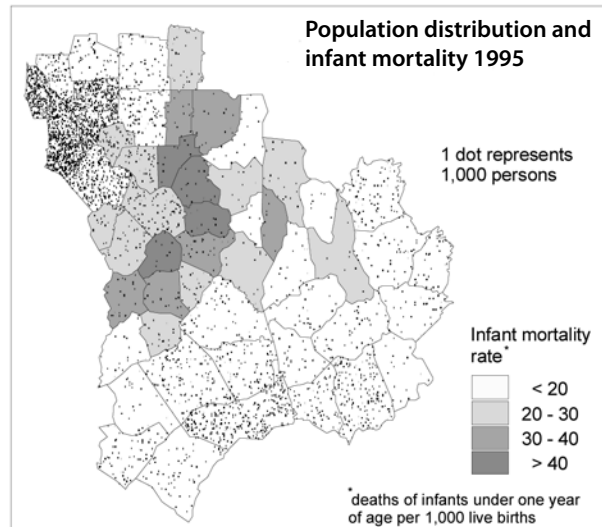 Population distribution and
infant mortality 1995
1 dot represents
1,000 persons
Infant mortality
rate*
< 20
20 - 30
30 - 40
> 40
*deaths of infants under one year
of age per 1,000 live births